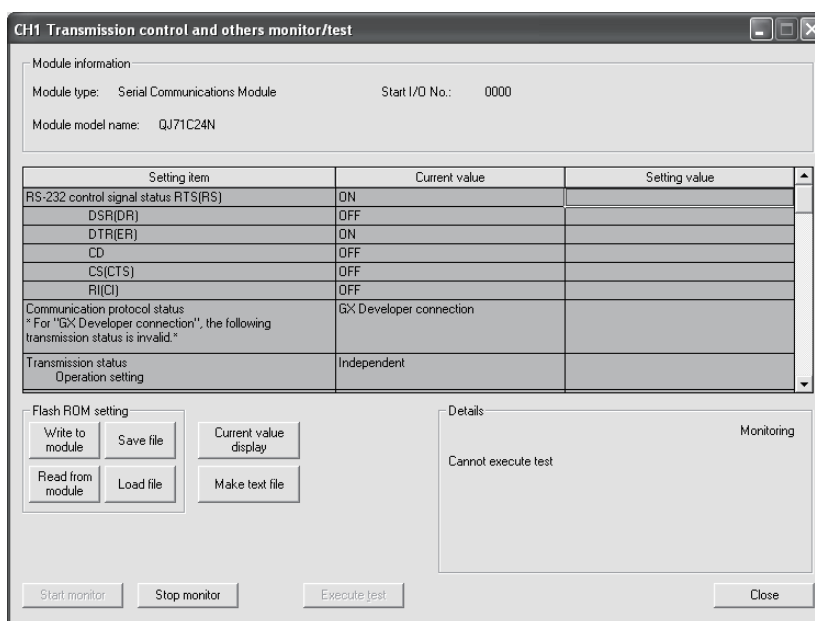 CH1 Transmission control and others monitor/test
Module information
Module type: Serial Communications Module Start I/O No.: 0000
Module model name: QJ71C24N
Setting item Current value Setting value
RS-232 control signal status RTS(RS) ON
DSR(DR) OFF
DTR(ER) ON
CD OFF
CS(CTS) OFF
RI(CI) OFF
Communication protocol status GX Developer connection
* For "GX Developer connection", the following
transmission status is invalid.*
Transmission status Independent
Operation setting
Flash ROM setting
Write to
module
Save file
Current value
display
Read from
module
Load file
Make text file
Details
Monitoring
Cannot execute test
Start monitor Stop monitor Execute test Close